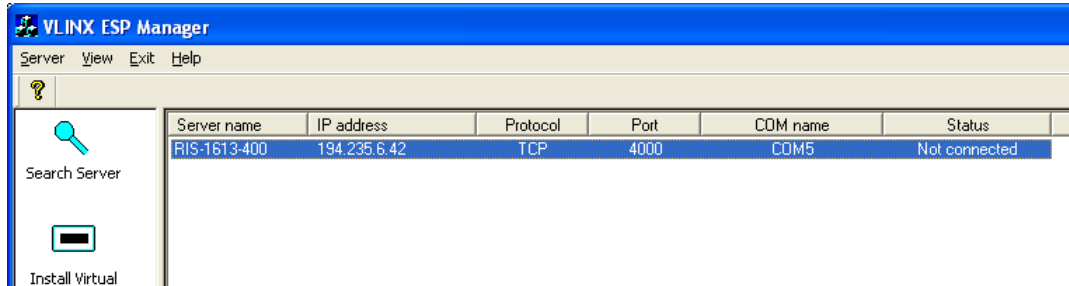 VLINX ESP Manager
Server View Exit Help
Server name IP address Protocol Port COM name Status
RIS-1613-400 194.235.6.42 TCP 4000 COM5 Not connected
Search Server
Install Virtual